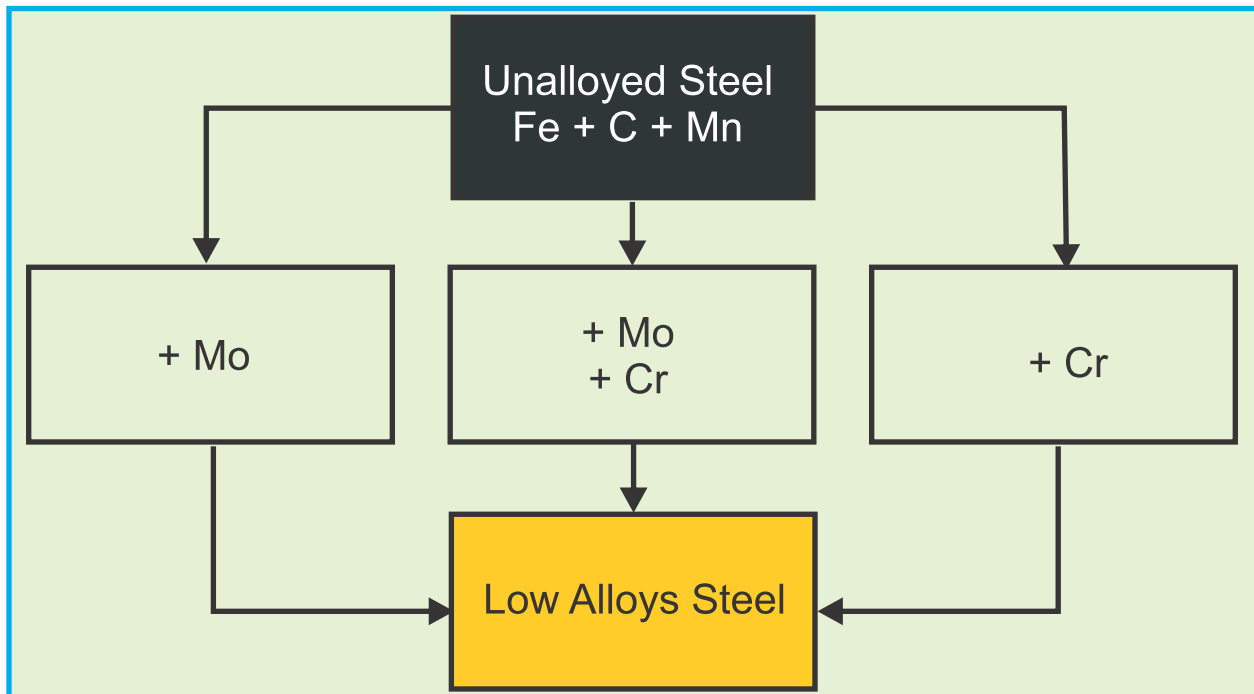 Unalloyed Steel
Fe + C + Mn
+ Mo
+ Mo
+ Cr
+ Cr
Low Alloys Steel